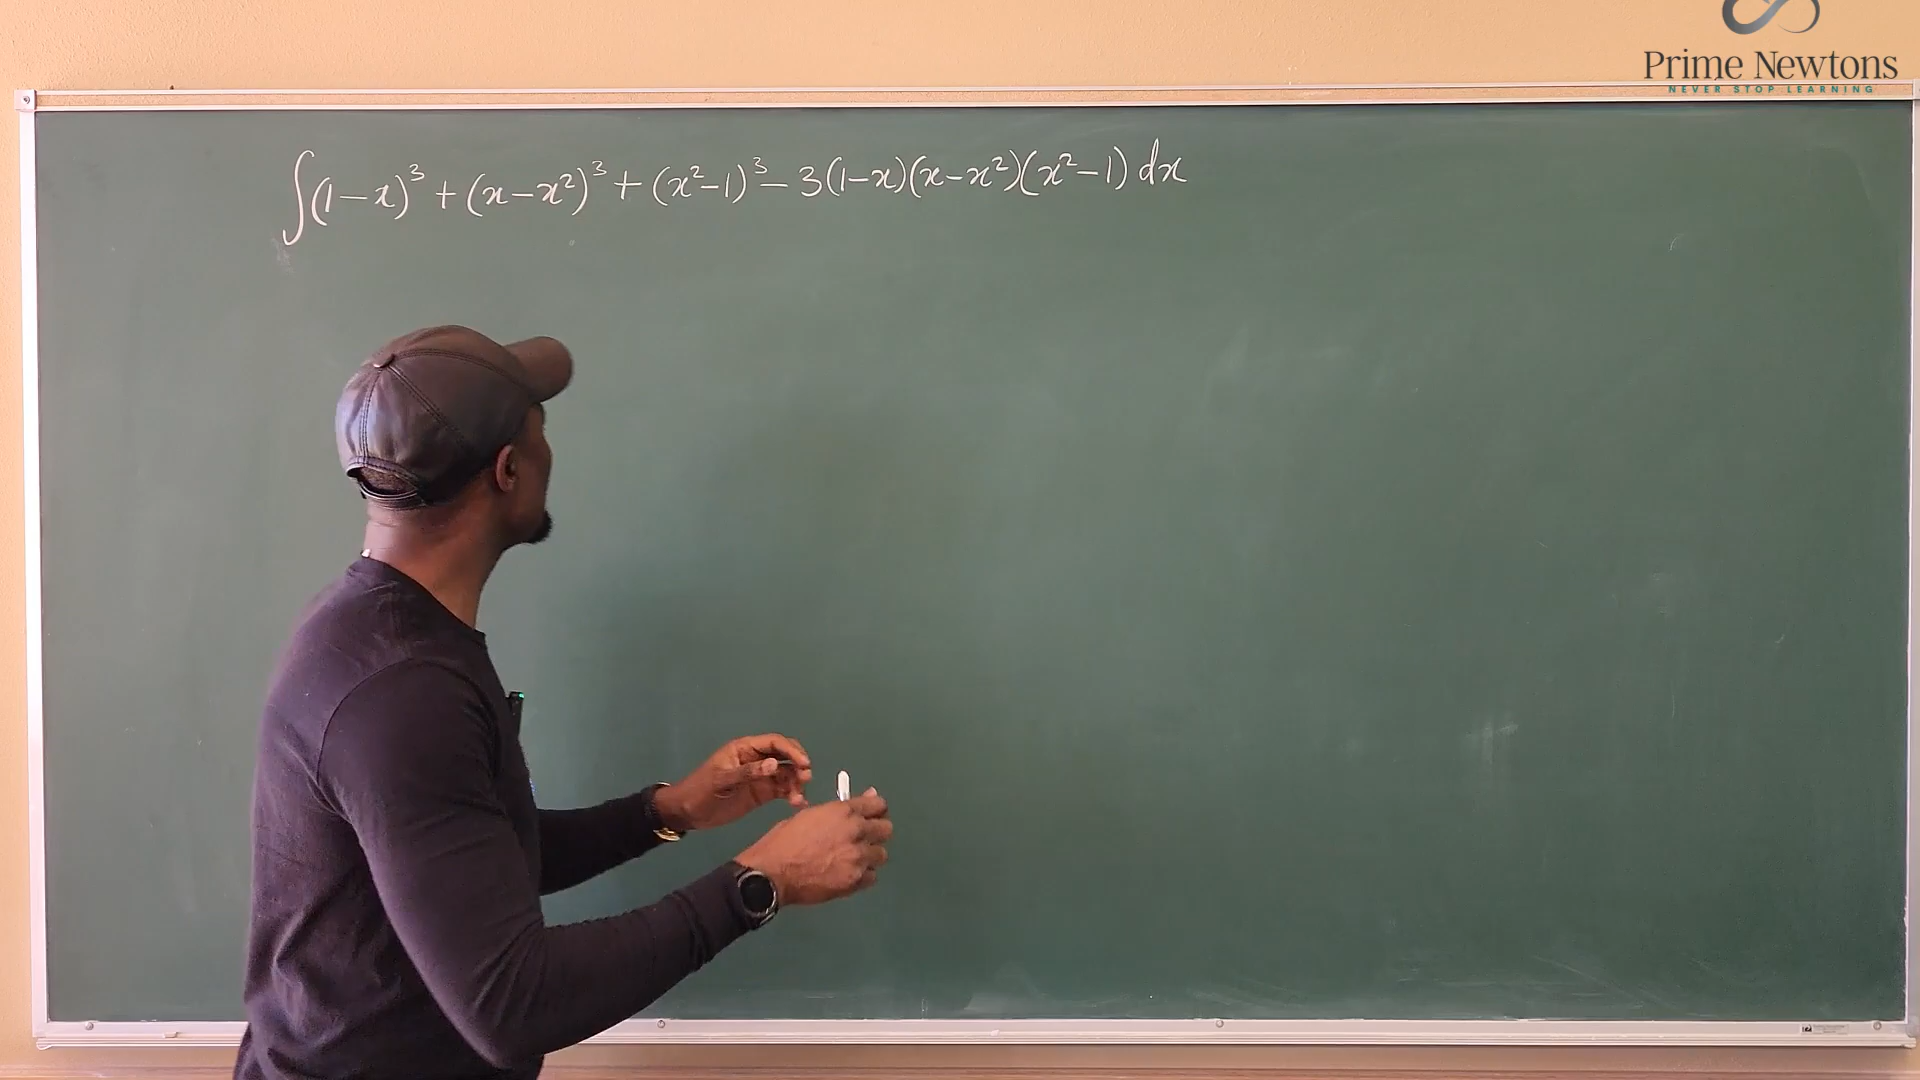 Prime Newtons
NEVER STOP LEARNING
∫(1-x)³+(x-x²)³+(x²-1)³-3(1-x)(x-x²)(x²-1) dx